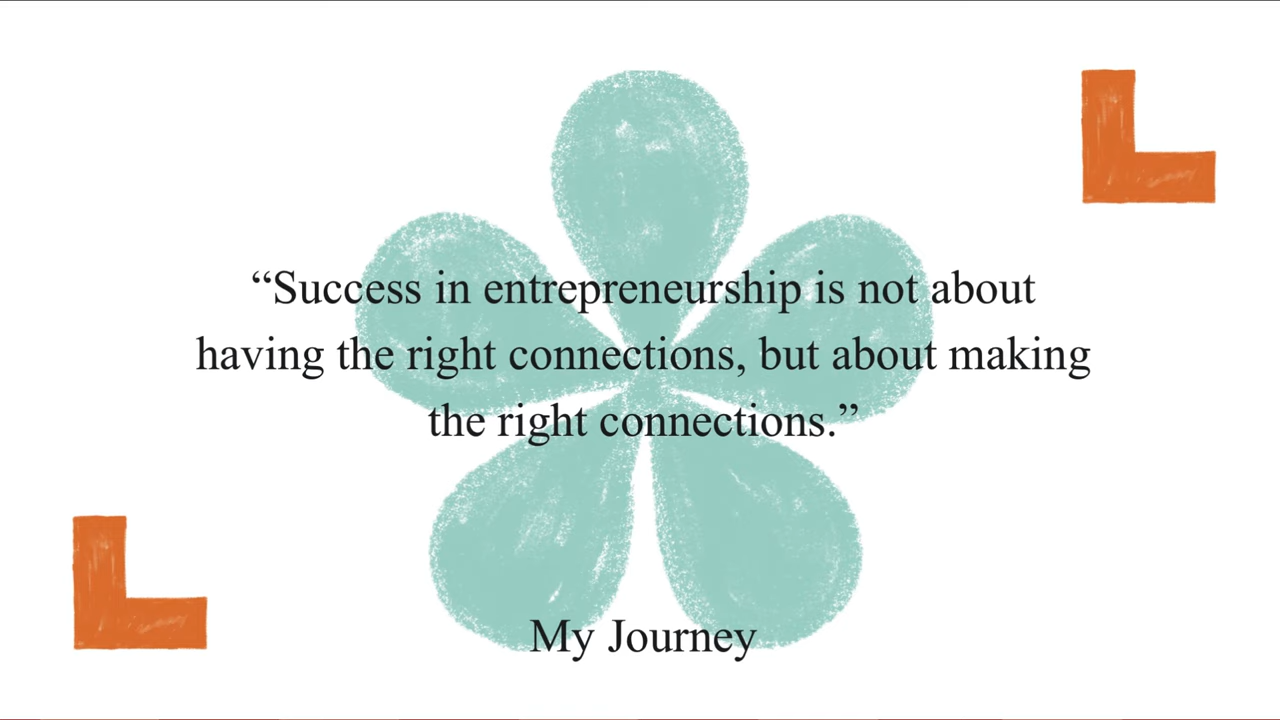 “Success in entrepreneurship is not about
having the right connections, but about making
the right connections.”
My Journey